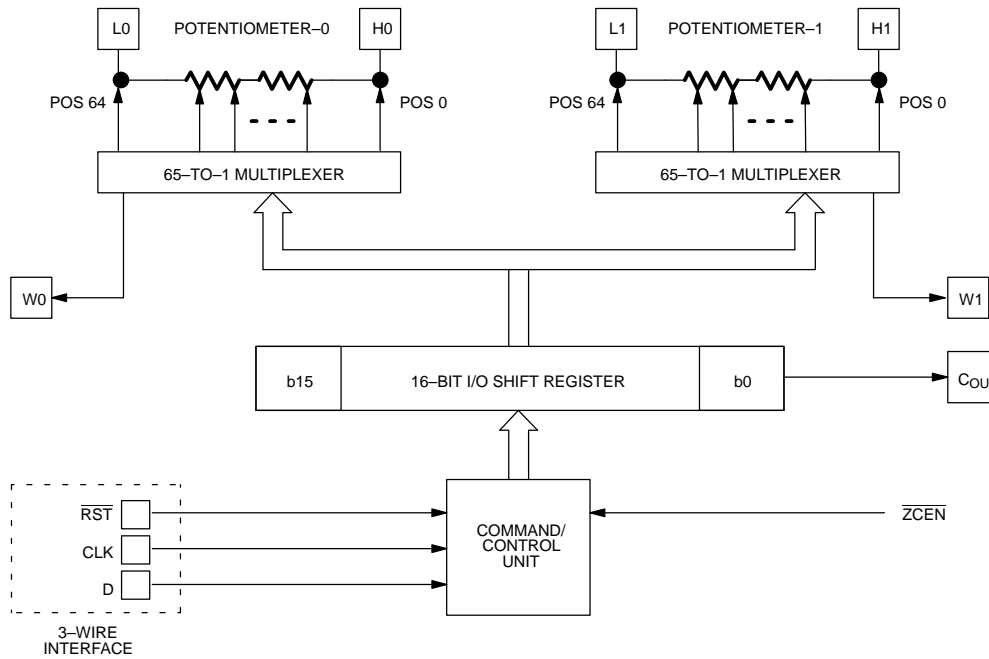 L0 POTENTIOMETER–0 H0 L1 POTENTIOMETER–1 H1
POS 64 POS 0 POS 64 POS 0
65–TO–1 MULTIPLEXER 65–TO–1 MULTIPLEXER
W0 W1
b15 16–BIT I/O SHIFT REGISTER b0 COU
RST ZCEN
CLK
D
COMMAND/
CONTROL
UNIT
3–WIRE
INTERFACE